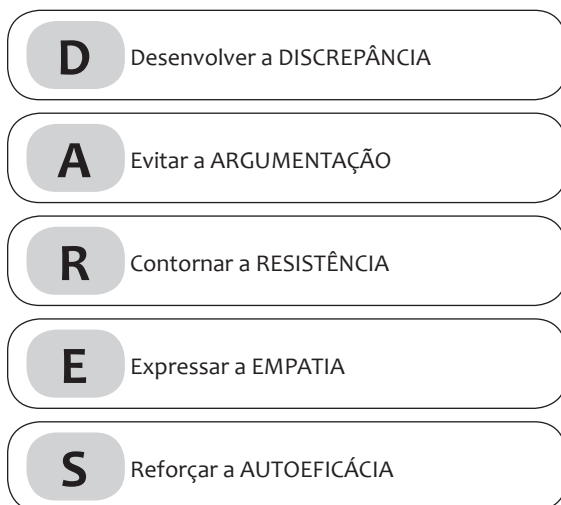 D Desenvolver a DISCREPÂNCIA
A Evitar a ARGUMENTAÇÃO
R Contornar a RESISTÊNCIA
E Expressar a EMPATIA
S Reforçar a AUTOEFICÁCIA